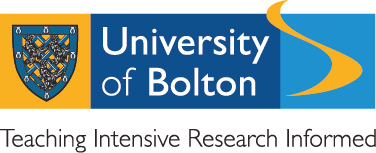 University
of Bolton
Teaching Intensive Research Informed